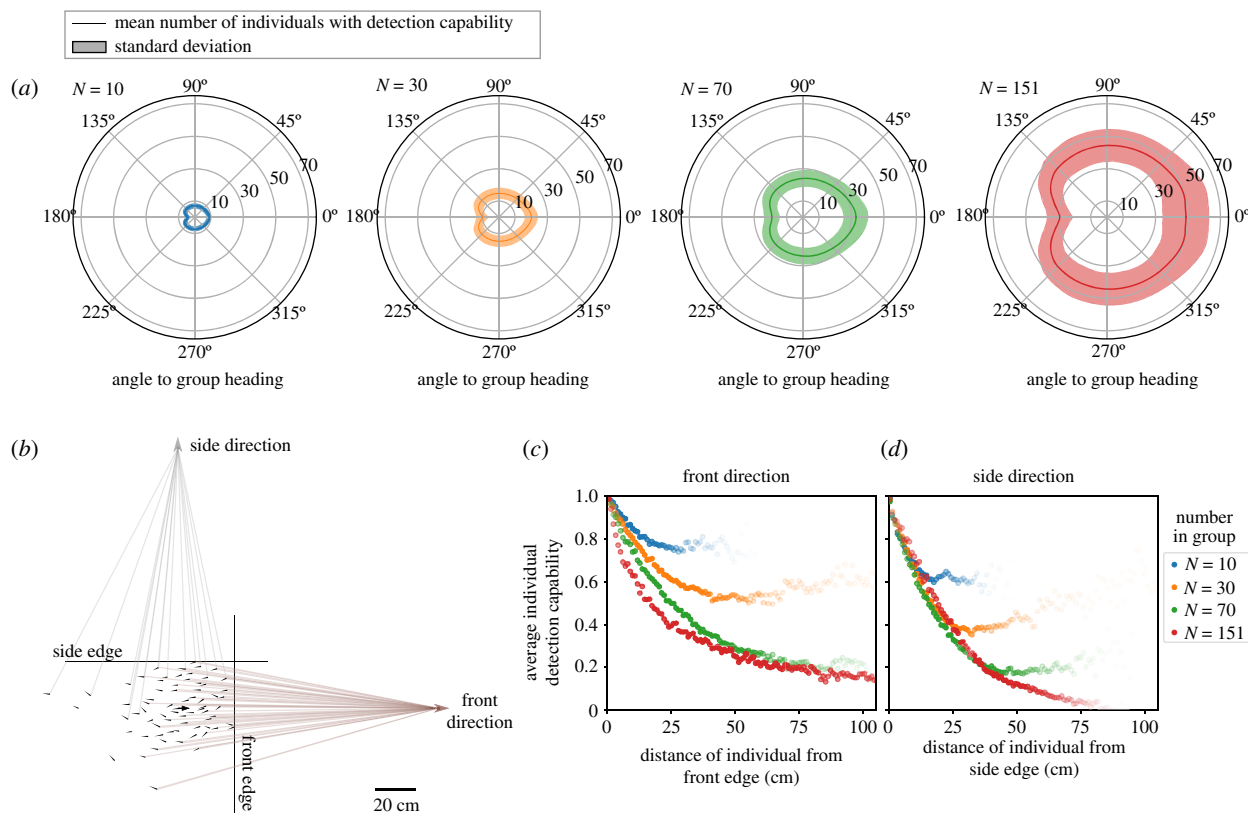 mean number of individuals with detection capability
standard deviation
(a)
N = 10
90º
135º
45º
70
50
30
10
180º
0º
225º
315º
270º
angle to group heading
N = 30
90º
135º
45º
70
50
30
10
180º
0º
225º
315º
270º
angle to group heading
N = 70
90º
135º
45º
70
50
30
10
180º
0º
225º
315º
270º
angle to group heading
N = 151
90º
135º
45º
70
50
30
10
180º
0º
225º
315º
270º
angle to group heading
(b)
side direction
side edge
front
direction
front edge
20 cm
(c)
front direction
average individual
detection capability
1.0
0.8
0.6
0.4
0.2
0
0
25
50
75
100
distance of individual from
front edge (cm)
(d)
side direction
0
25
50
75
100
distance of individual from
side edge (cm)
number
in group
N = 10
N = 30
N = 70
N = 151